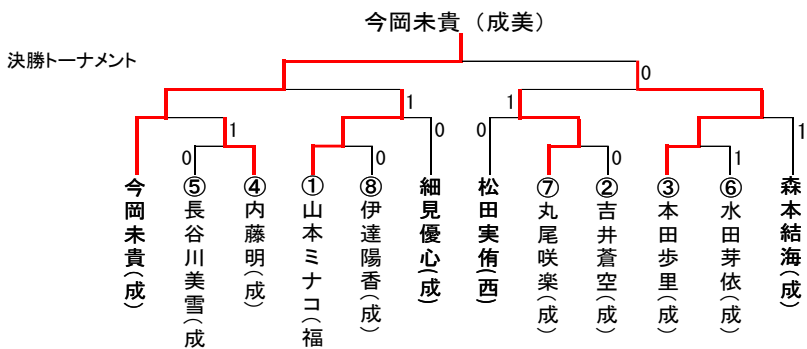 今岡未貴（成美）
決勝トーナメント
0
1
1
1
0
0
0
0
0
1
1
今岡未貴(成)
⑤長谷川美雪(成
④内藤明(成)
①山本ミナコ(福
⑧伊達陽香(成)
細見優心(成)
松田実侑(西)
⑦丸尾咲楽(成)
②吉井蒼空(成)
③本田歩里(成)
⑥水田芽依(成)
森本結海(成)